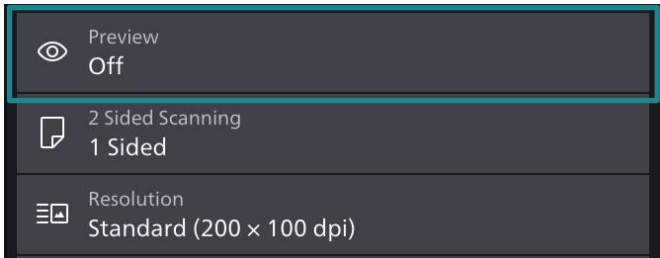 Preview
Off
2 Sided Scanning
1 Sided
Resolution
Standard (200 × 100 dpi)